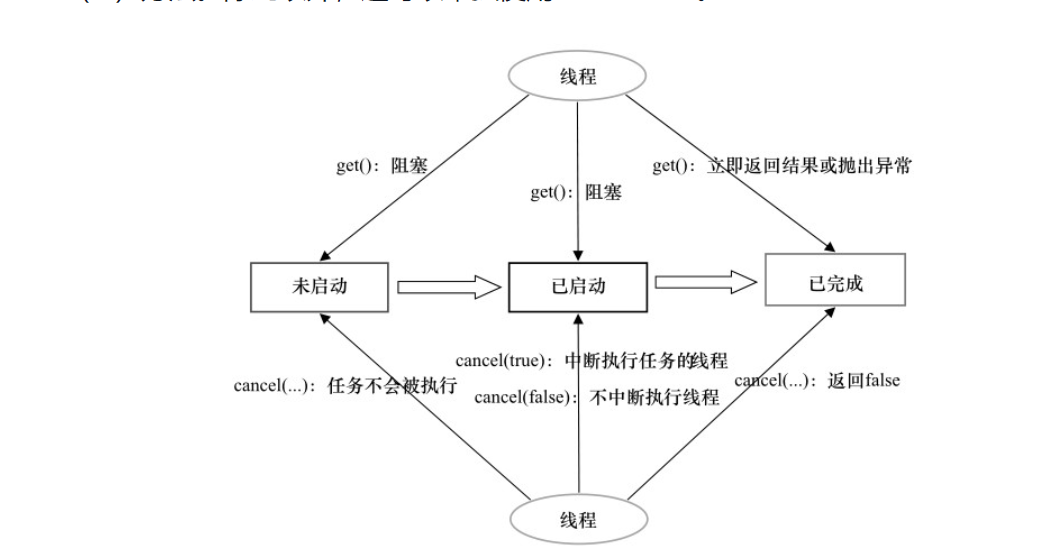 线程
get()：阻塞
get()：立即返回结果或抛出异常
get()：阻塞
未启动
已启动
已完成
cancel(true)：中断执行任务的线程
cancel(...)：任务不会被执行
cancel(...)：返回false
cancel(false)：不中断执行线程
线程